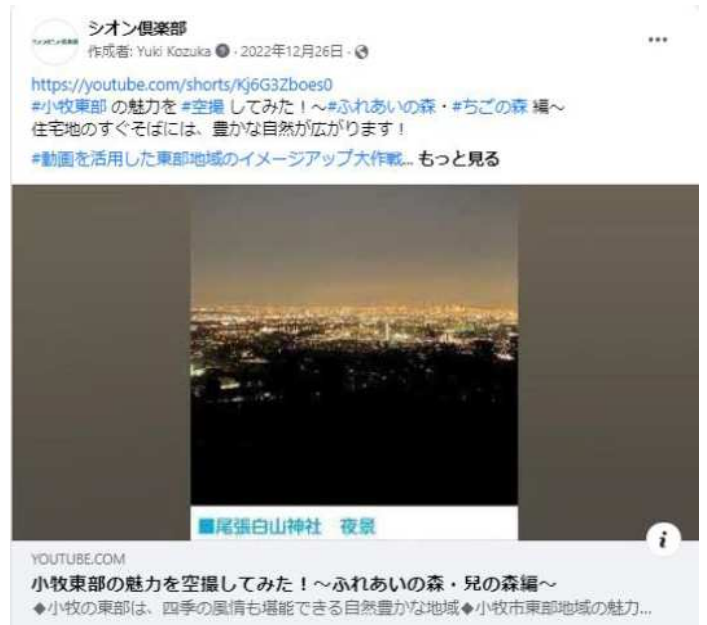 シオン倶楽部
作成者: Yuki Kozuka · 2022年12月26日 ·
https://youtube.com/shorts/Kj6G3Zboes0
#小牧東部 の魅力を #空撮 してみた！～#ふれあいの森・#ちごの森 編～
住宅地のすぐそばには、豊かな自然が広がります！
#動画を活用した東部地域のイメージアップ大作戦... もっと見る
■尾張白山神社 夜景
YOUTUBE.COM
小牧東部の魅力を空撮してみた！～ふれあいの森・兒の森編～
◆小牧の東部は、四季の風情も堪能できる自然豊かな地域◆小牧市東部地域の魅力...